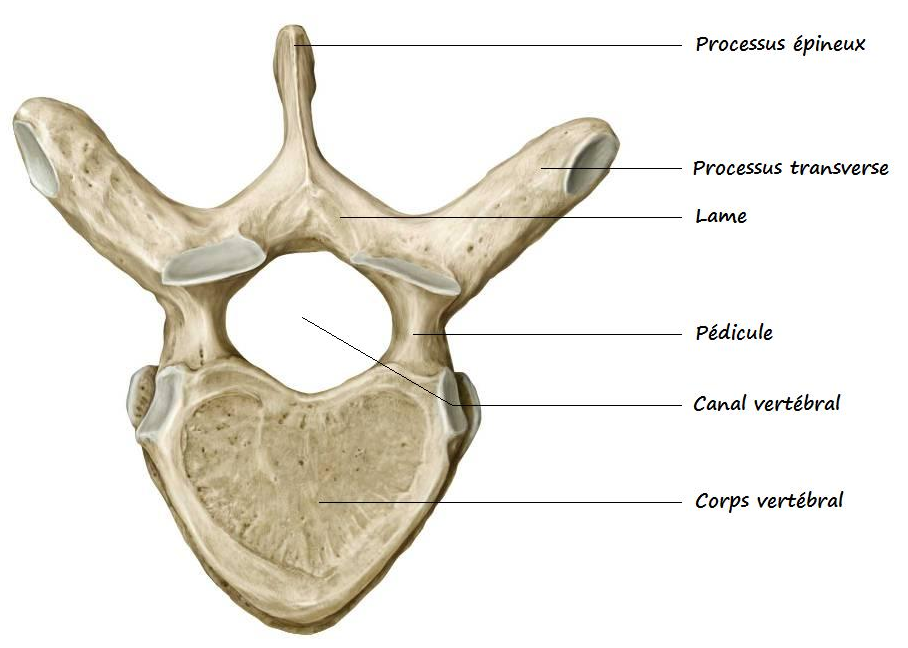 Processus épineux
Processus transverse
Lame
Pédicule
Canal vertébral
Corps vertébral